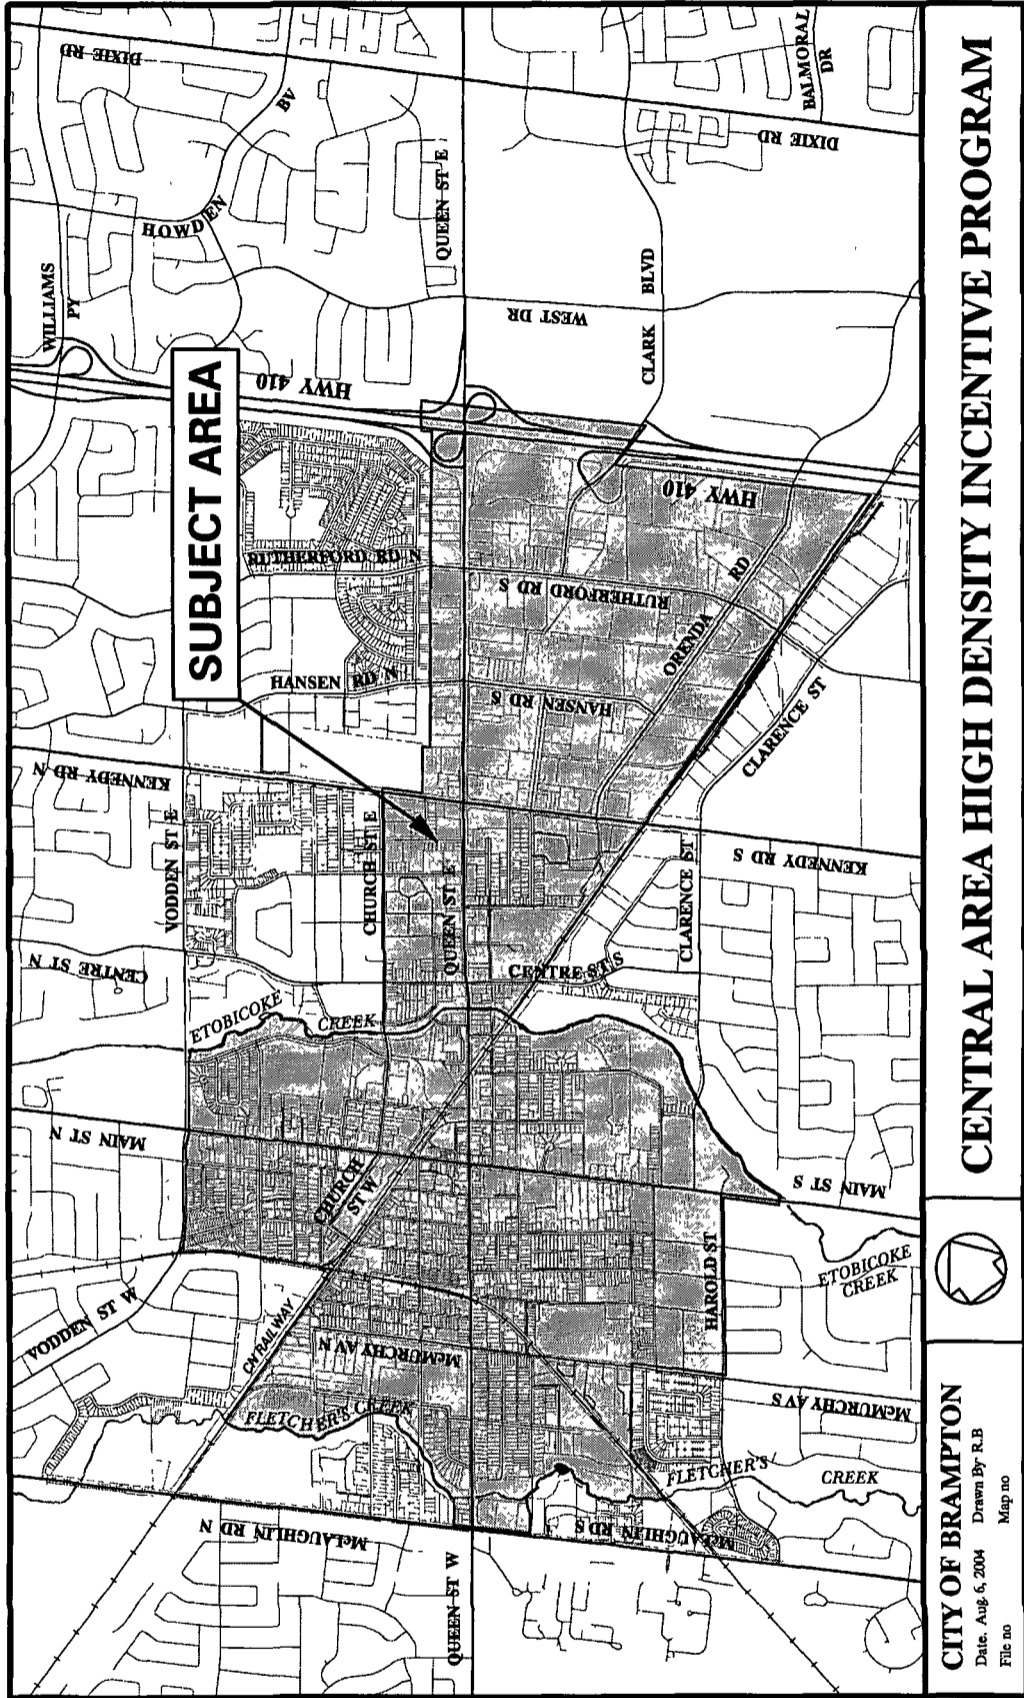 DIXIE RD
BV
HOWDEN
WILLIAMS
PY
QUEEN ST E
BALMORAL
DR
DIXIE RD
CLARK BLVD
WEST DR
HWY 410
SUBJECT AREA
HWY 410
RUTHERFORD RD N
RUTHERFORD RD S
ORENDA RD
HANSEN RD N
HANSEN RD S
CLARENCE ST
KENNEDY RD N
VODDEN ST E
CHURCH ST E
QUEEN ST E
KENNEDY RD S
CLARENCE ST
CENTRE ST N
CENTRE ST S
ETOBICOKE
CREEK
MAIN ST N
CHURCH
ST W
MAIN ST S
VODDEN ST W
CN RAILWAY
HAROLD ST
ETOBICOKE
CREEK
McMURCHY AV N
McMURCHY AV S
FLETCHER'S CREEK
FLETCHER'S
CREEK
McLAUGHLIN RD N
McLAUGHLIN RD S
QUEEN ST W
CENTRAL AREA HIGH DENSITY INCENTIVE PROGRAM
CITY OF BRAMPTON
Date. Aug. 6, 2004 Drawn By R.B
File no Map no